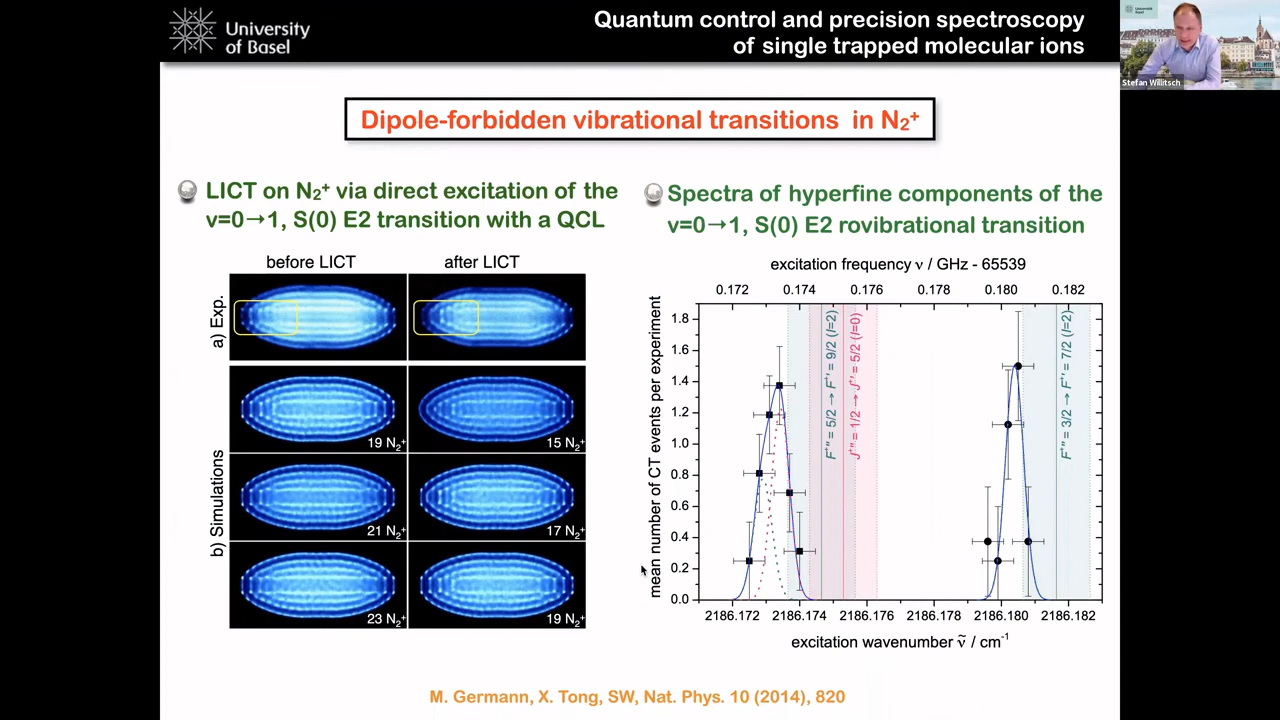 University
of Basel
Quantum control and precision spectroscopy
of single trapped molecular ions
Stefan Willitsch
Dipole-forbidden vibrational transitions in N₂⁺
LICT on N₂⁺ via direct excitation of the
v=0→1, S(0) E2 transition with a QCL
before LICT
after LICT
a) Exp.
b) Simulations
19 N₂⁺
15 N₂⁺
21 N₂⁺
17 N₂⁺
23 N₂⁺
19 N₂⁺
Spectra of hyperfine components of the
v=0→1, S(0) E2 rovibrational transition
excitation frequency ν / GHz - 65539
0.172 0.174 0.176 0.178 0.180 0.182
mean number of CT events per experiment
1.8
1.6
1.4
1.2
1.0
0.8
0.6
0.4
0.2
0.0
F⁺'' = 5/2 → F⁺' = 9/2 (I=2)
J⁺'' = 1/2 → J⁺' = 5/2 (I=0)
F⁺'' = 3/2 → F⁺' = 7/2 (I=2)
2186.172 2186.174 2186.176 2186.178 2186.180 2186.182
excitation wavenumber ν̃ / cm⁻¹
M. Germann, X. Tong, SW, Nat. Phys. 10 (2014), 820